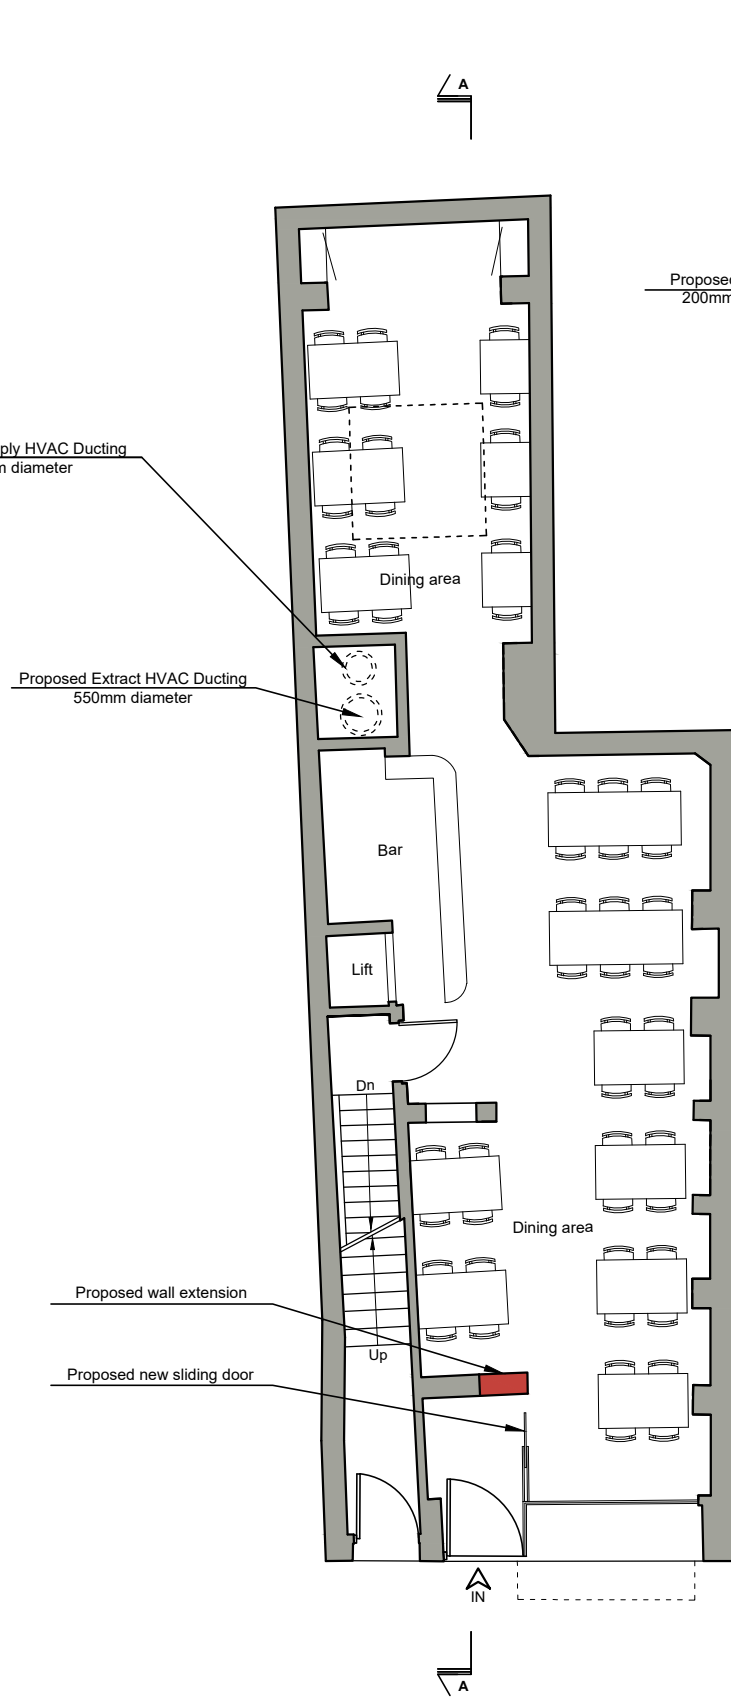 A
Proposed
200mm
ply HVAC Ducting
m diameter
Dining area
Proposed Extract HVAC Ducting
550mm diameter
Bar
Lift
Dn
Dining area
Proposed wall extension
Up
Proposed new sliding door
IN
A